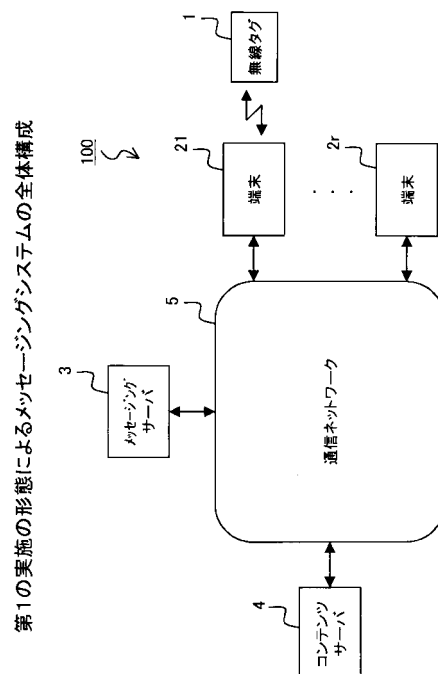 第1の実施の形態によるメッセージングシステムの全体構成
100
3
メッセージング
サーバ
5
21
端末
1
無線タグ
・・・
2r
端末
通信ネットワーク
4
コンテンツ
サーバ